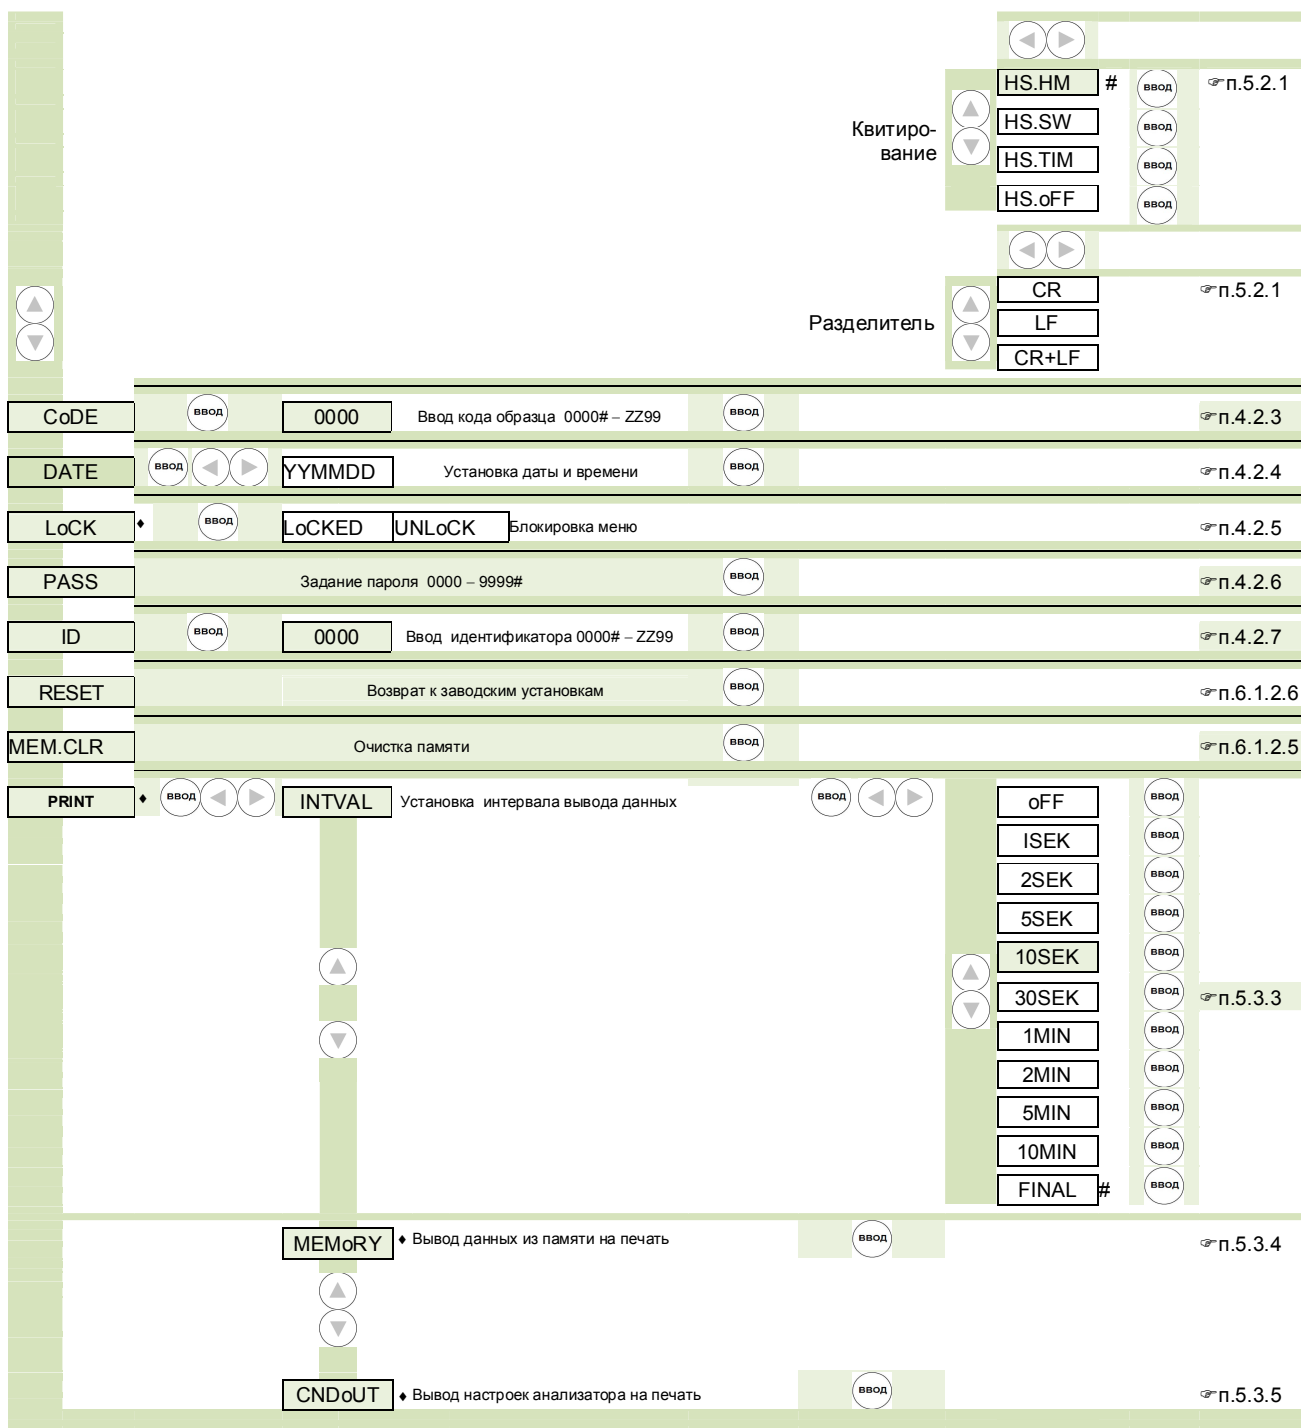 HS.HM # ввод ☞п.5.2.1
Квитиро-
вание
HS.SW ввод
HS.TIM ввод
HS.oFF ввод
CR ☞п.5.2.1
Разделитель
LF
CR+LF
CoDE ввод 0000 Ввод кода образца 0000# – ZZ99 ввод ☞п.4.2.3
DATE ввод YYMMDD Установка даты и времени ввод ☞п.4.2.4
LoCK ♦ ввод LoCKED UNLoCK Блокировка меню ☞п.4.2.5
PASS Задание пароля 0000 – 9999# ввод ☞п.4.2.6
ID ввод 0000 Ввод идентификатора 0000# – ZZ99 ввод ☞п.4.2.7
RESET Возврат к заводским установкам ввод ☞п.6.1.2.6
MEM.CLR Очистка памяти ввод ☞п.6.1.2.5
PRINT ♦ ввод INTVAL Установка интервала вывода данных ввод oFF ввод
ISEK ввод
2SEK ввод
5SEK ввод
10SEK ввод
30SEK ввод ☞п.5.3.3
1MIN ввод
2MIN ввод
5MIN ввод
10MIN ввод
FINAL # ввод
MEMoRY ♦ Вывод данных из памяти на печать ввод ☞п.5.3.4
CNDoUT ♦ Вывод настроек анализатора на печать ввод ☞п.5.3.5